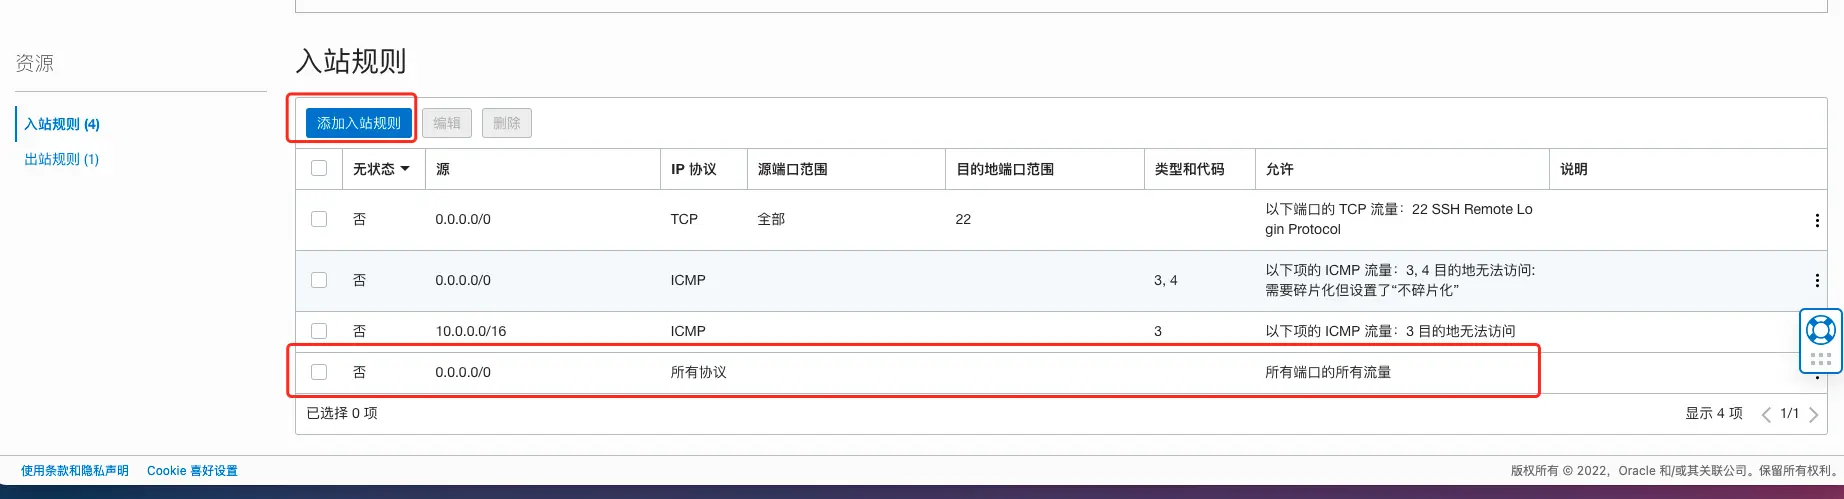 资源
入站规则 (4)
出站规则 (1)
入站规则
添加入站规则 编辑 删除
无状态 源 IP 协议 源端口范围 目的地端口范围 类型和代码 允许 说明
否 0.0.0.0/0 TCP 全部 22 以下端口的 TCP 流量：22 SSH Remote Lo
gin Protocol
否 0.0.0.0/0 ICMP 3, 4 以下项的 ICMP 流量：3, 4 目的地无法访问:
需要碎片化但设置了“不碎片化”
否 10.0.0.0/16 ICMP 3 以下项的 ICMP 流量：3 目的地无法访问
否 0.0.0.0/0 所有协议 所有端口的所有流量
已选择 0 项 显示 4 项 1/1
使用条款和隐私声明 Cookie 喜好设置 版权所有 © 2022，Oracle 和/或其关联公司。保留所有权利。